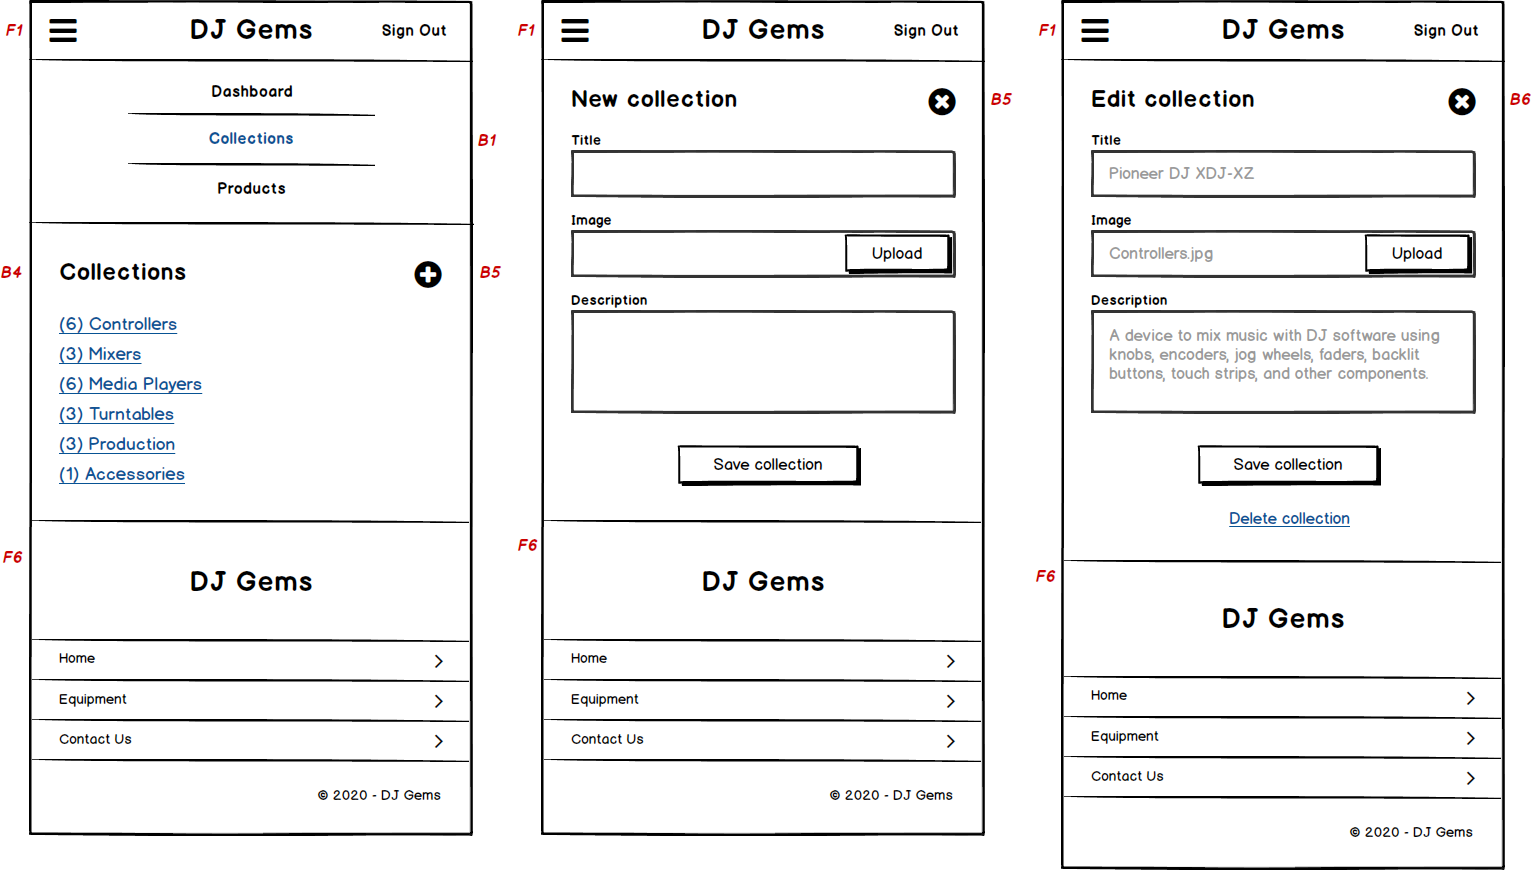 F1
DJ Gems
Sign Out
Dashboard
Collections
B1
Products
B4
Collections
B5
(6) Controllers
(3) Mixers
(6) Media Players
(3) Turntables
(3) Production
(1) Accessories
F6
DJ Gems
Home
Equipment
Contact Us
© 2020 - DJ Gems
F1
DJ Gems
Sign Out
New collection
B5
Title
Image
Upload
Description
Save collection
F6
DJ Gems
Home
Equipment
Contact Us
© 2020 - DJ Gems
F1
DJ Gems
Sign Out
Edit collection
B6
Title
Pioneer DJ XDJ-XZ
Image
Controllers.jpg
Upload
Description
A device to mix music with DJ software using
knobs, encoders, jog wheels, faders, backlit
buttons, touch strips, and other components.
Save collection
Delete collection
F6
DJ Gems
Home
Equipment
Contact Us
© 2020 - DJ Gems